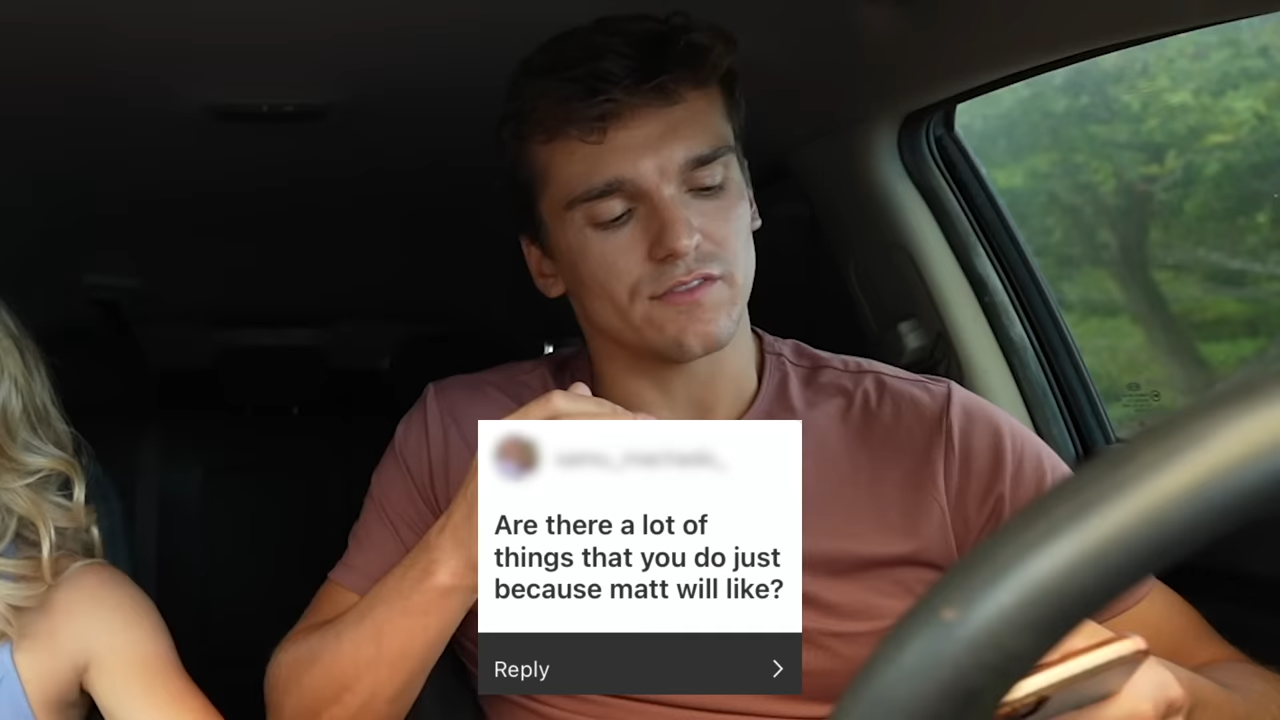 Are there a lot of
things that you do just
because matt will like?
Reply